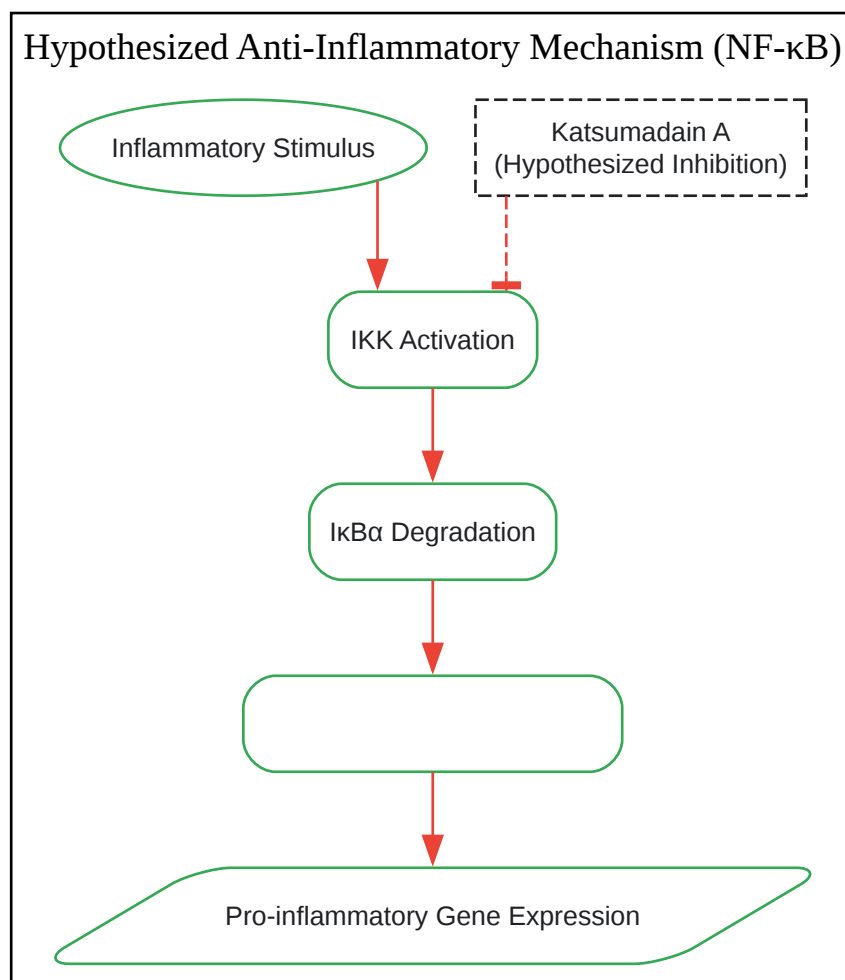 Hypothesized Anti-Inflammatory Mechanism (NF-κB)
Inflammatory Stimulus
Katsumadain A
(Hypothesized Inhibition)
IKK Activation
IκBα Degradation
Pro-inflammatory Gene Expression